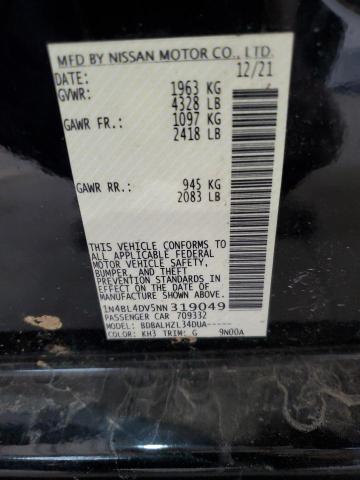 MFD BY NISSAN MOTOR CO., LTD.
DATE: 12/21
GVWR: 1963 KG
4328 LB
GAWR FR.: 1097 KG
2418 LB
GAWR RR.: 945 KG
2083 LB
THIS VEHICLE CONFORMS TO
ALL APPLICABLE FEDERAL
MOTOR VEHICLE SAFETY,
BUMPER, AND THEFT
PREVENTION STANDARDS
IN EFFECT ON THE DATE OF
MANUFACTURE SHOWN ABOVE.
1N4BL4DV5NN319049
PASSENGER CAR 709332
MODEL: BDBALHZL34DUA-----
COLOR: KH3 TRIM: G 9N00A